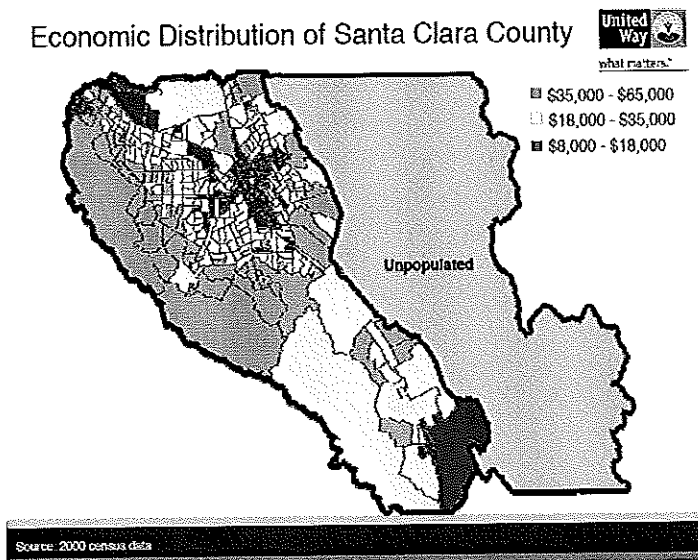 Economic Distribution of Santa Clara County
United
Way
what matters.™
$35,000 - $65,000
$18,000 - $35,000
$8,000 - $18,000
Unpopulated
Source: 2000 census data